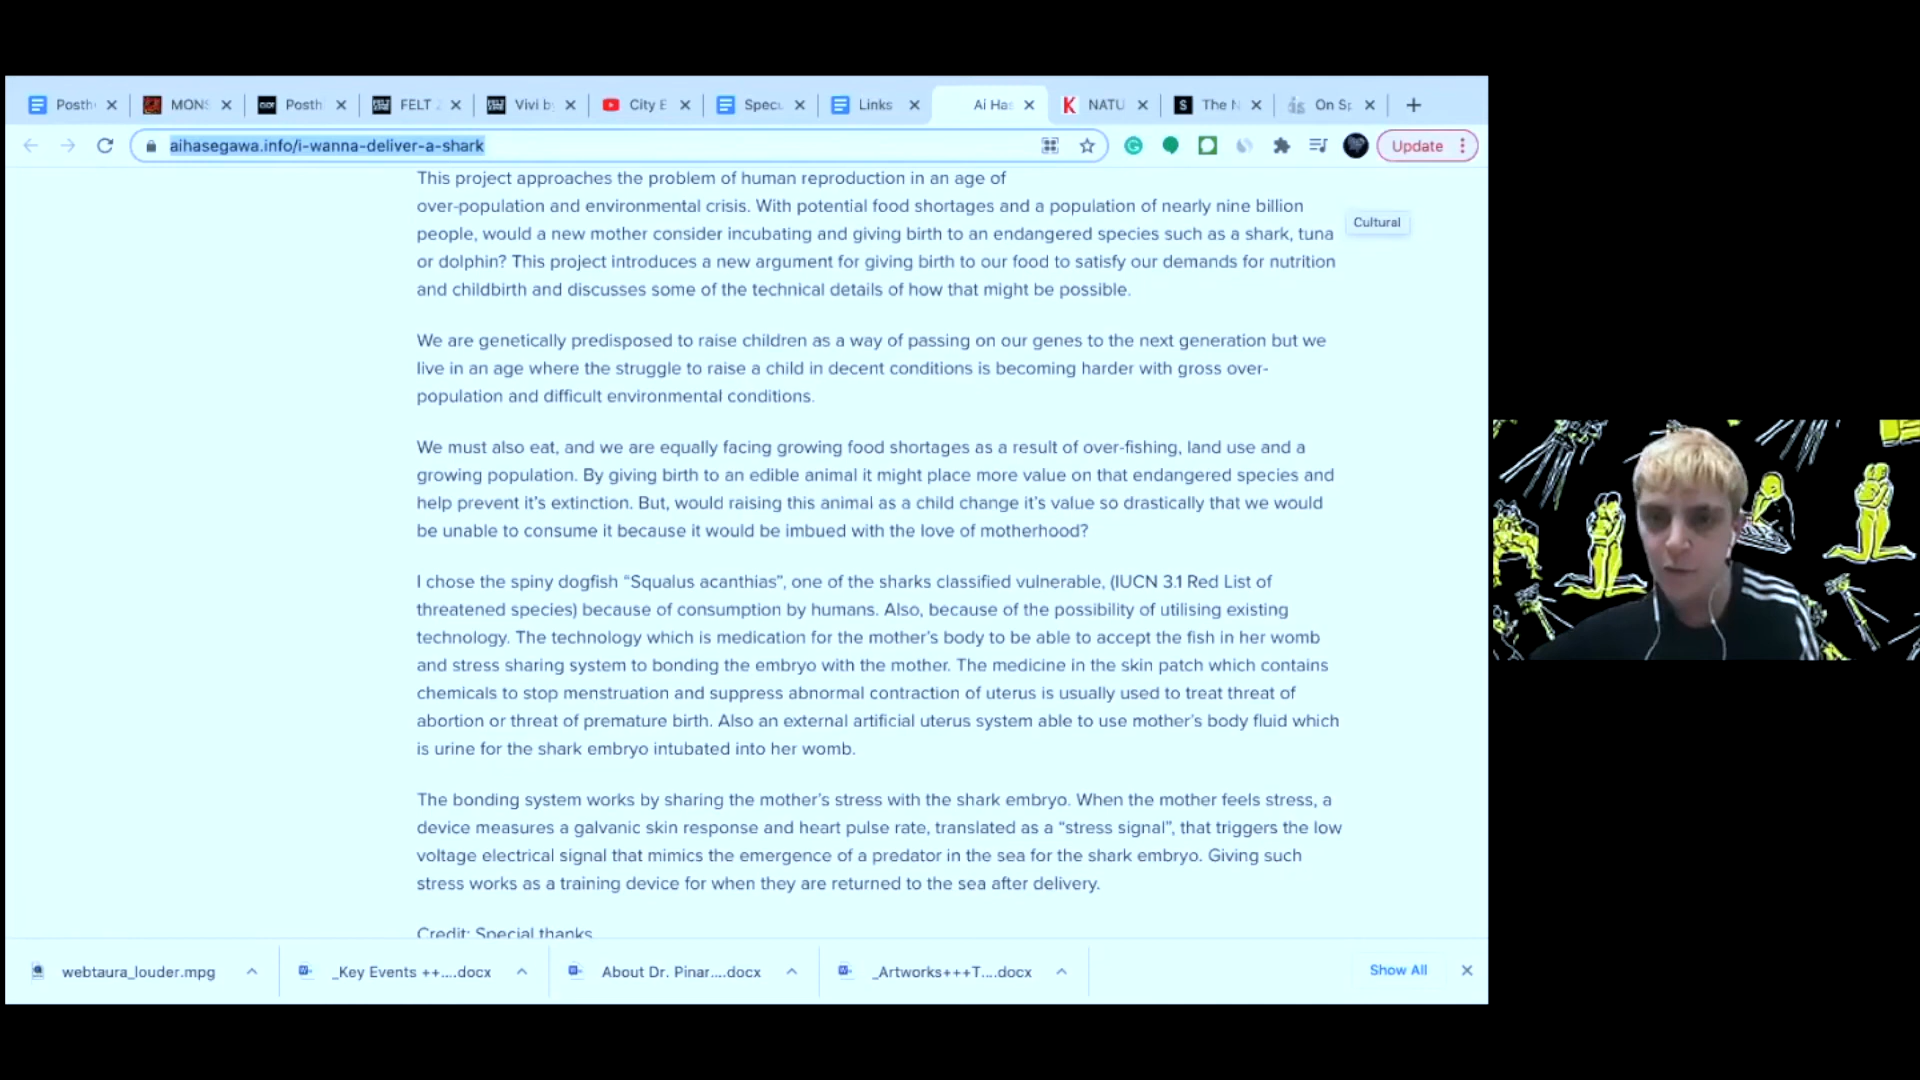 Posth
MONS
Posth
FELT 2
Vivi by
City E
Specu
Links
Ai Has
NATU
The N
On Sp
aihasegawa.info/i-wanna-deliver-a-shark
Update
This project approaches the problem of human reproduction in an age of
over-population and environmental crisis. With potential food shortages and a population of nearly nine billion
people, would a new mother consider incubating and giving birth to an endangered species such as a shark, tuna
or dolphin? This project introduces a new argument for giving birth to our food to satisfy our demands for nutrition
and childbirth and discusses some of the technical details of how that might be possible.
Cultural
We are genetically predisposed to raise children as a way of passing on our genes to the next generation but we
live in an age where the struggle to raise a child in decent conditions is becoming harder with gross over-
population and difficult environmental conditions.
We must also eat, and we are equally facing growing food shortages as a result of over-fishing, land use and a
growing population. By giving birth to an edible animal it might place more value on that endangered species and
help prevent it's extinction. But, would raising this animal as a child change it's value so drastically that we would
be unable to consume it because it would be imbued with the love of motherhood?
I chose the spiny dogfish “Squalus acanthias”, one of the sharks classified vulnerable, (IUCN 3.1 Red List of
threatened species) because of consumption by humans. Also, because of the possibility of utilising existing
technology. The technology which is medication for the mother's body to be able to accept the fish in her womb
and stress sharing system to bonding the embryo with the mother. The medicine in the skin patch which contains
chemicals to stop menstruation and suppress abnormal contraction of uterus is usually used to treat threat of
abortion or threat of premature birth. Also an external artificial uterus system able to use mother's body fluid which
is urine for the shark embryo intubated into her womb.
The bonding system works by sharing the mother's stress with the shark embryo. When the mother feels stress, a
device measures a galvanic skin response and heart pulse rate, translated as a “stress signal”, that triggers the low
voltage electrical signal that mimics the emergence of a predator in the sea for the shark embryo. Giving such
stress works as a training device for when they are returned to the sea after delivery.
Credit: Special thanks
webtaura_louder.mpg
_Key Events ++....docx
About Dr. Pinar....docx
_Artworks+++T....docx
Show All